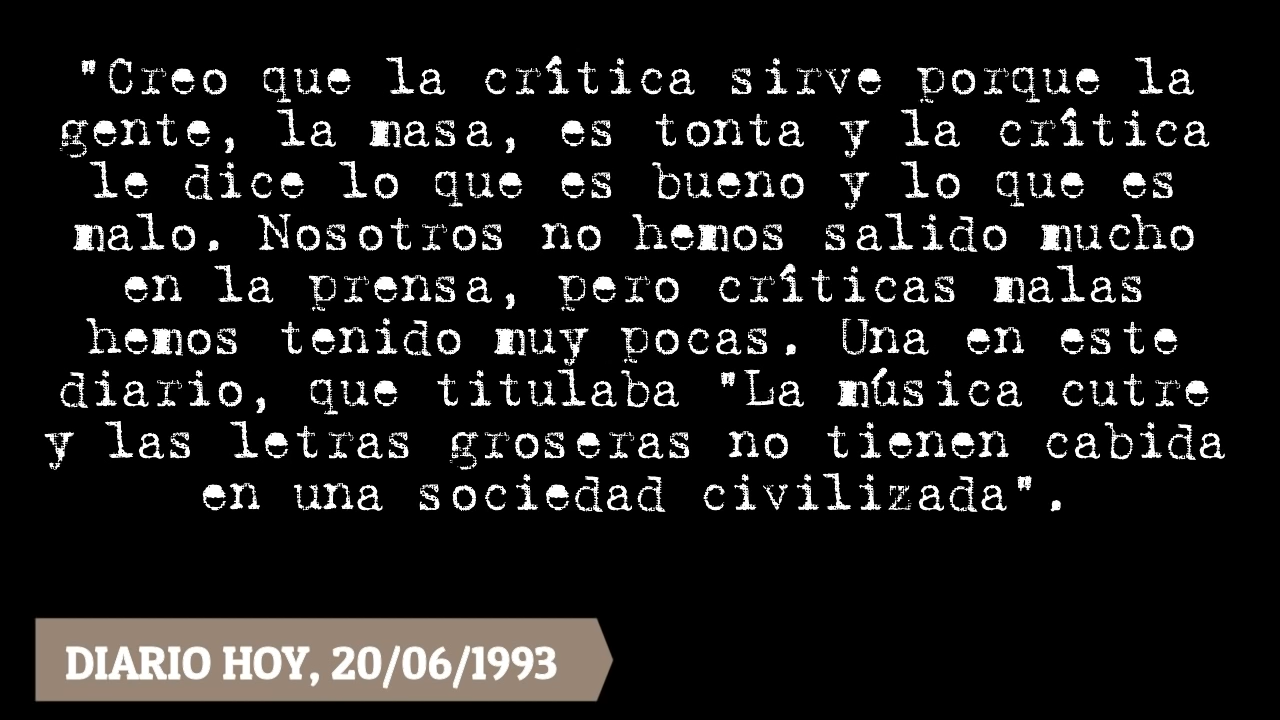 "Creo que la crítica sirve porque la
gente, la masa, es tonta y la crítica
le dice lo que es bueno y lo que es
malo. Nosotros no hemos salido mucho
en la prensa, pero críticas malas
hemos tenido muy pocas. Una en este
diario, que titulaba "La música cutre
y las letras groseras no tienen cabida
en una sociedad civilizada".
DIARIO HOY, 20/06/1993